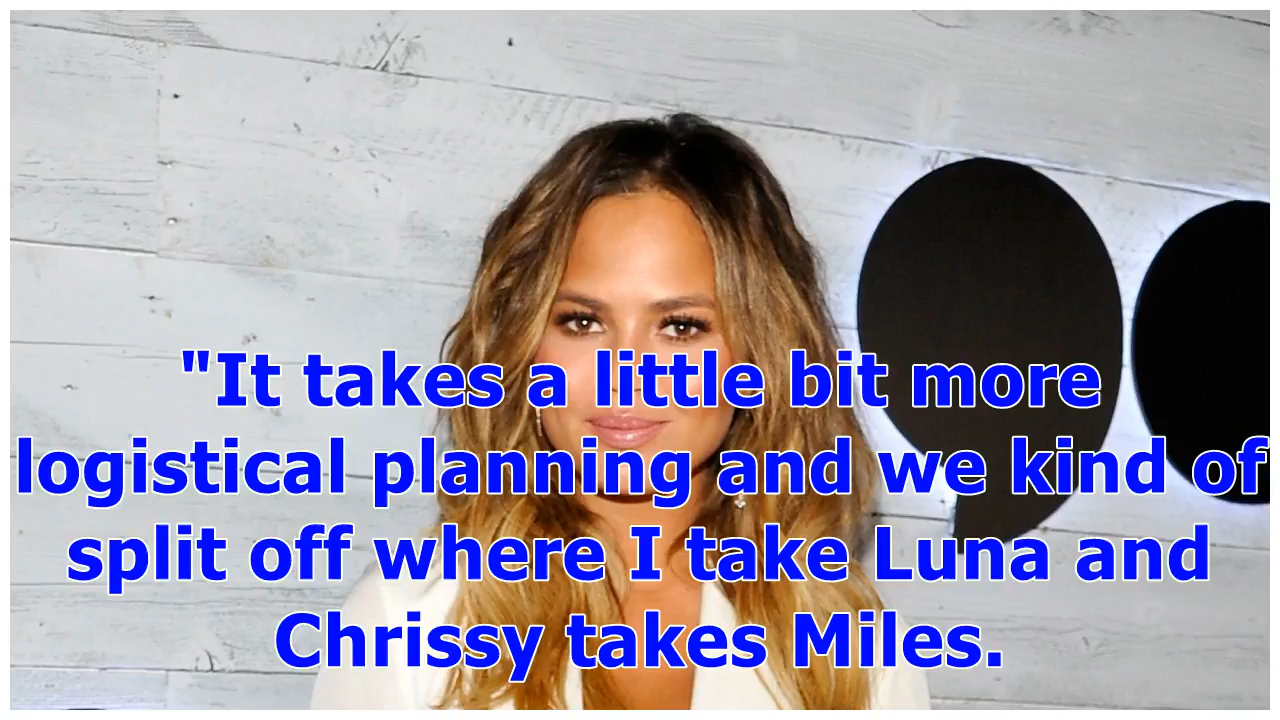 "It takes a little bit more
logistical planning and we kind of
split off where I take Luna and
Chrissy takes Miles.